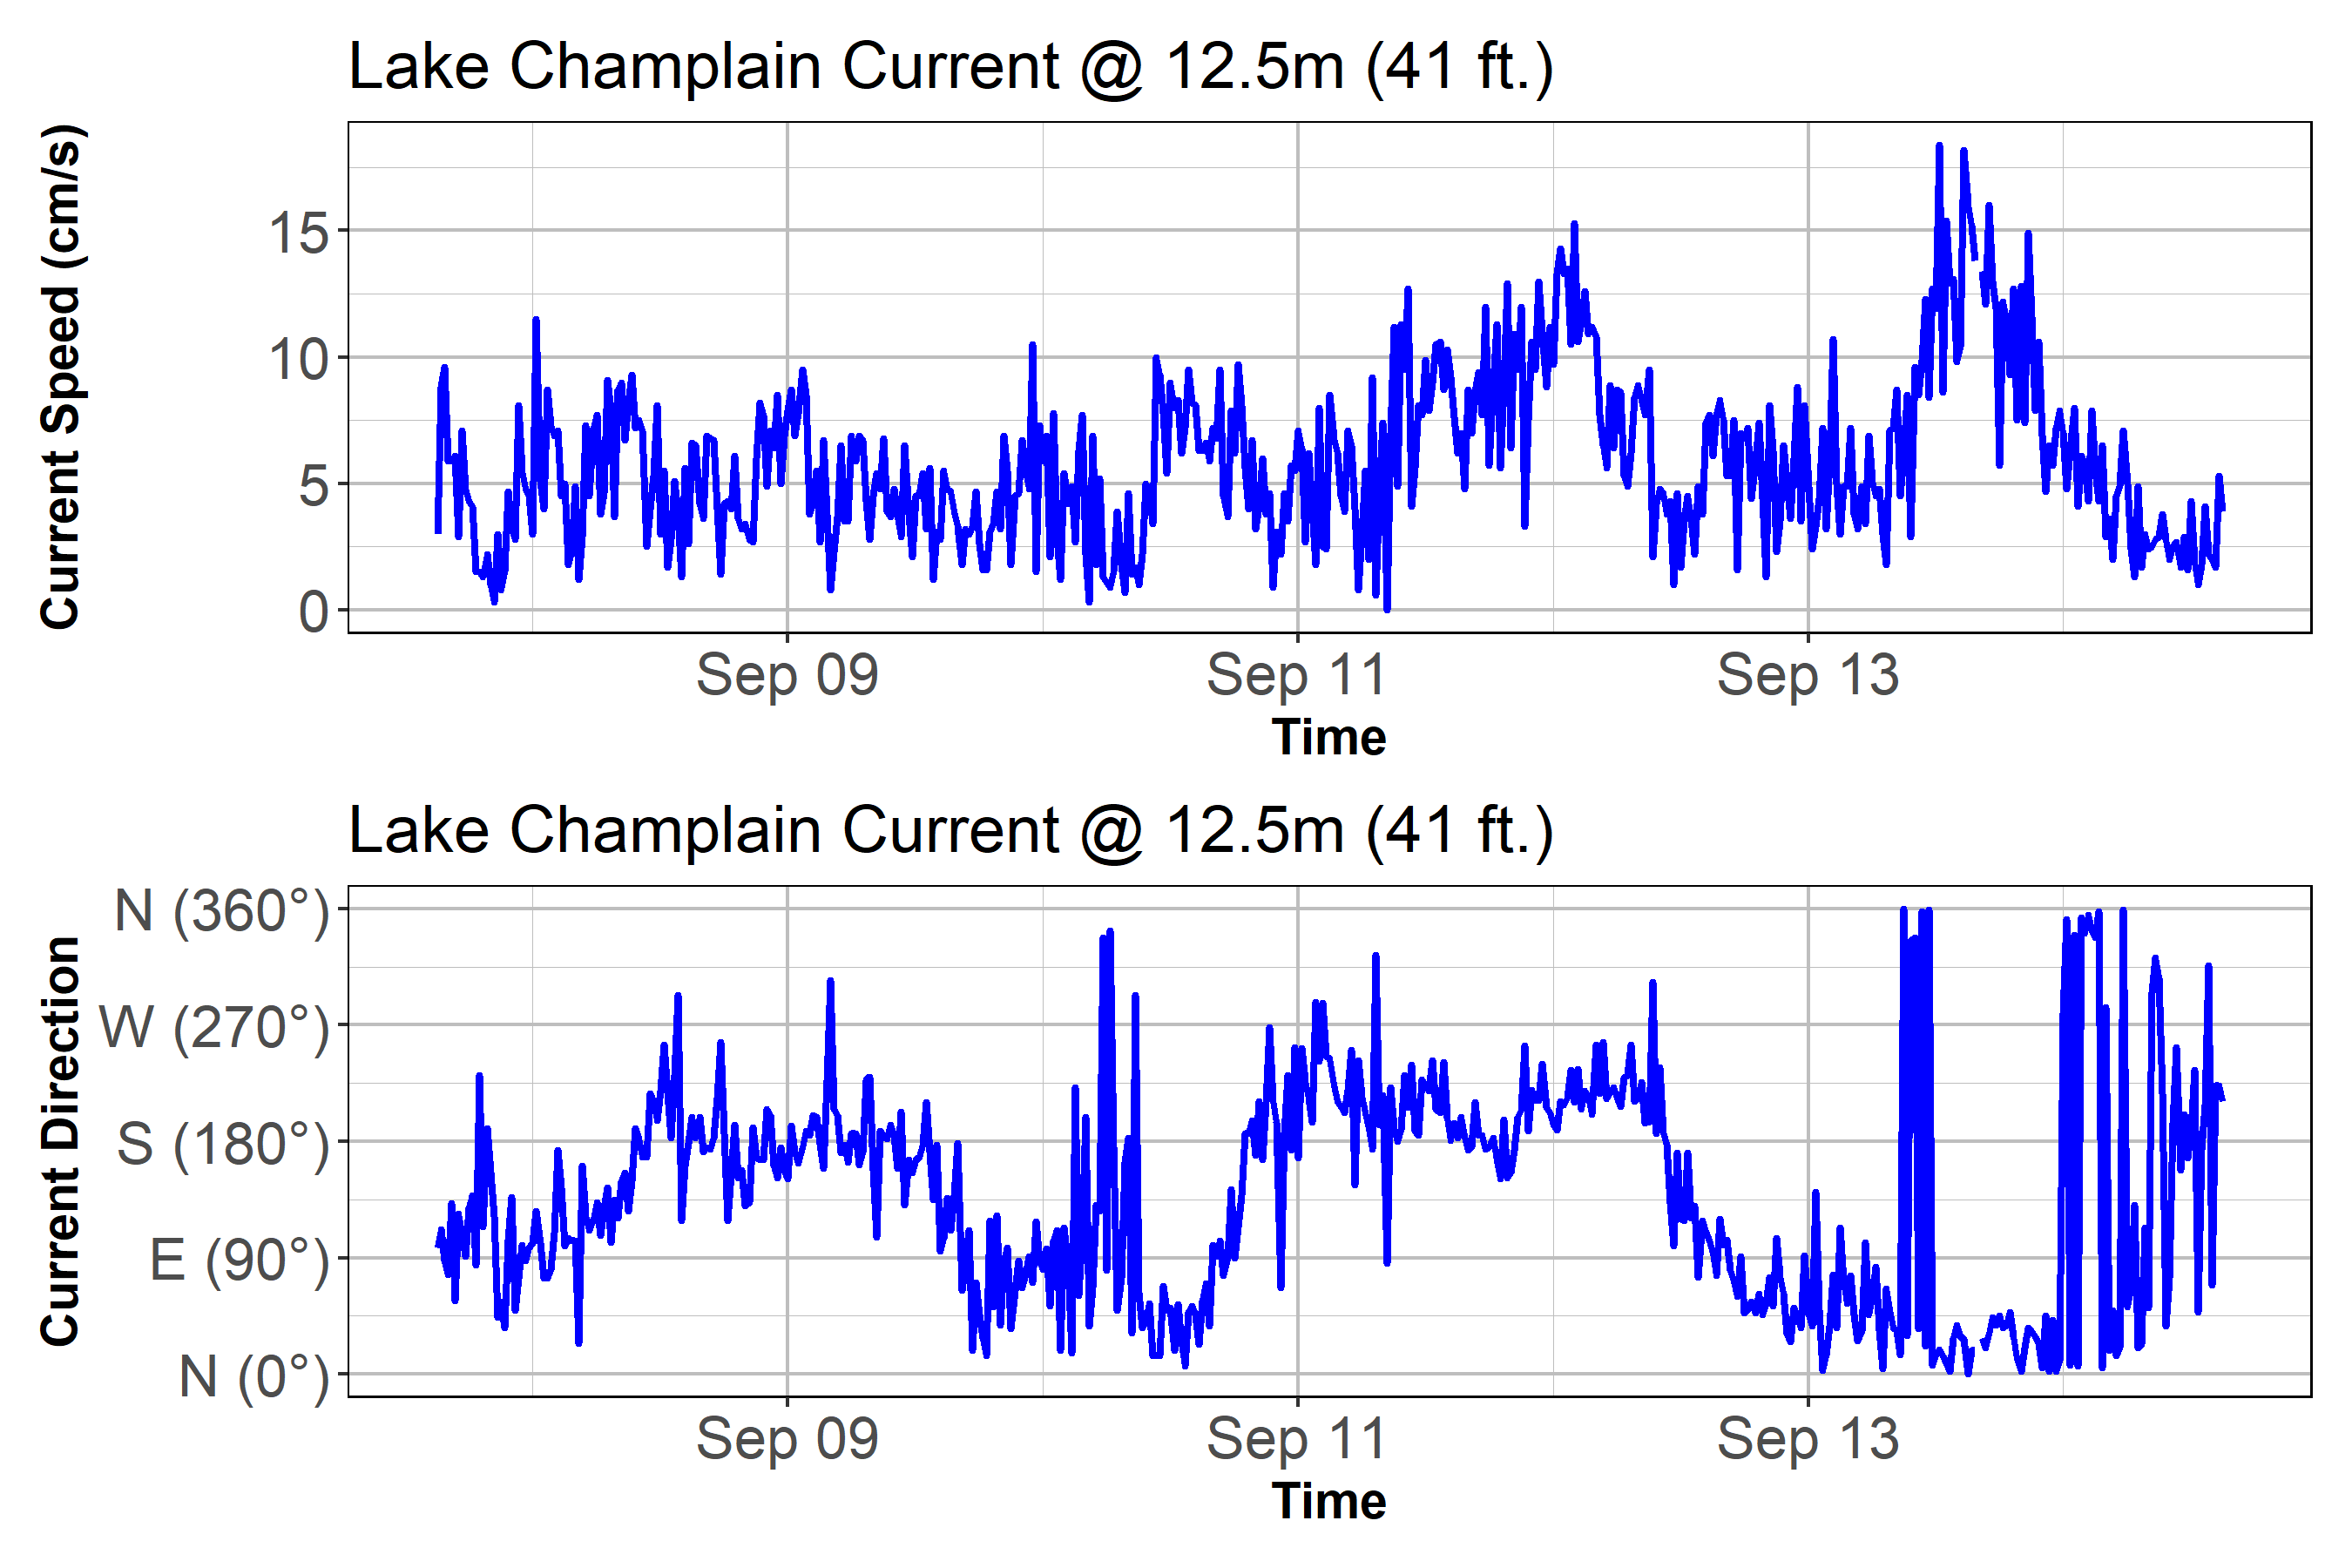 Lake Champlain Current @ 12.5m (41 ft.)
Current Speed (cm/s)
15
10
5
0
Sep 09 Sep 11 Sep 13
Time
Lake Champlain Current @ 12.5m (41 ft.)
Current Direction
N (360°)
W (270°)
S (180°)
E (90°)
N (0°)
Sep 09 Sep 11 Sep 13
Time